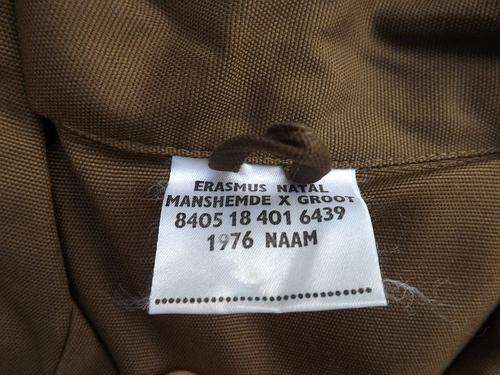 ERASMUS NATAL
MANSHEMDE X GROOT
8405 18 401 6439
1976 NAAM